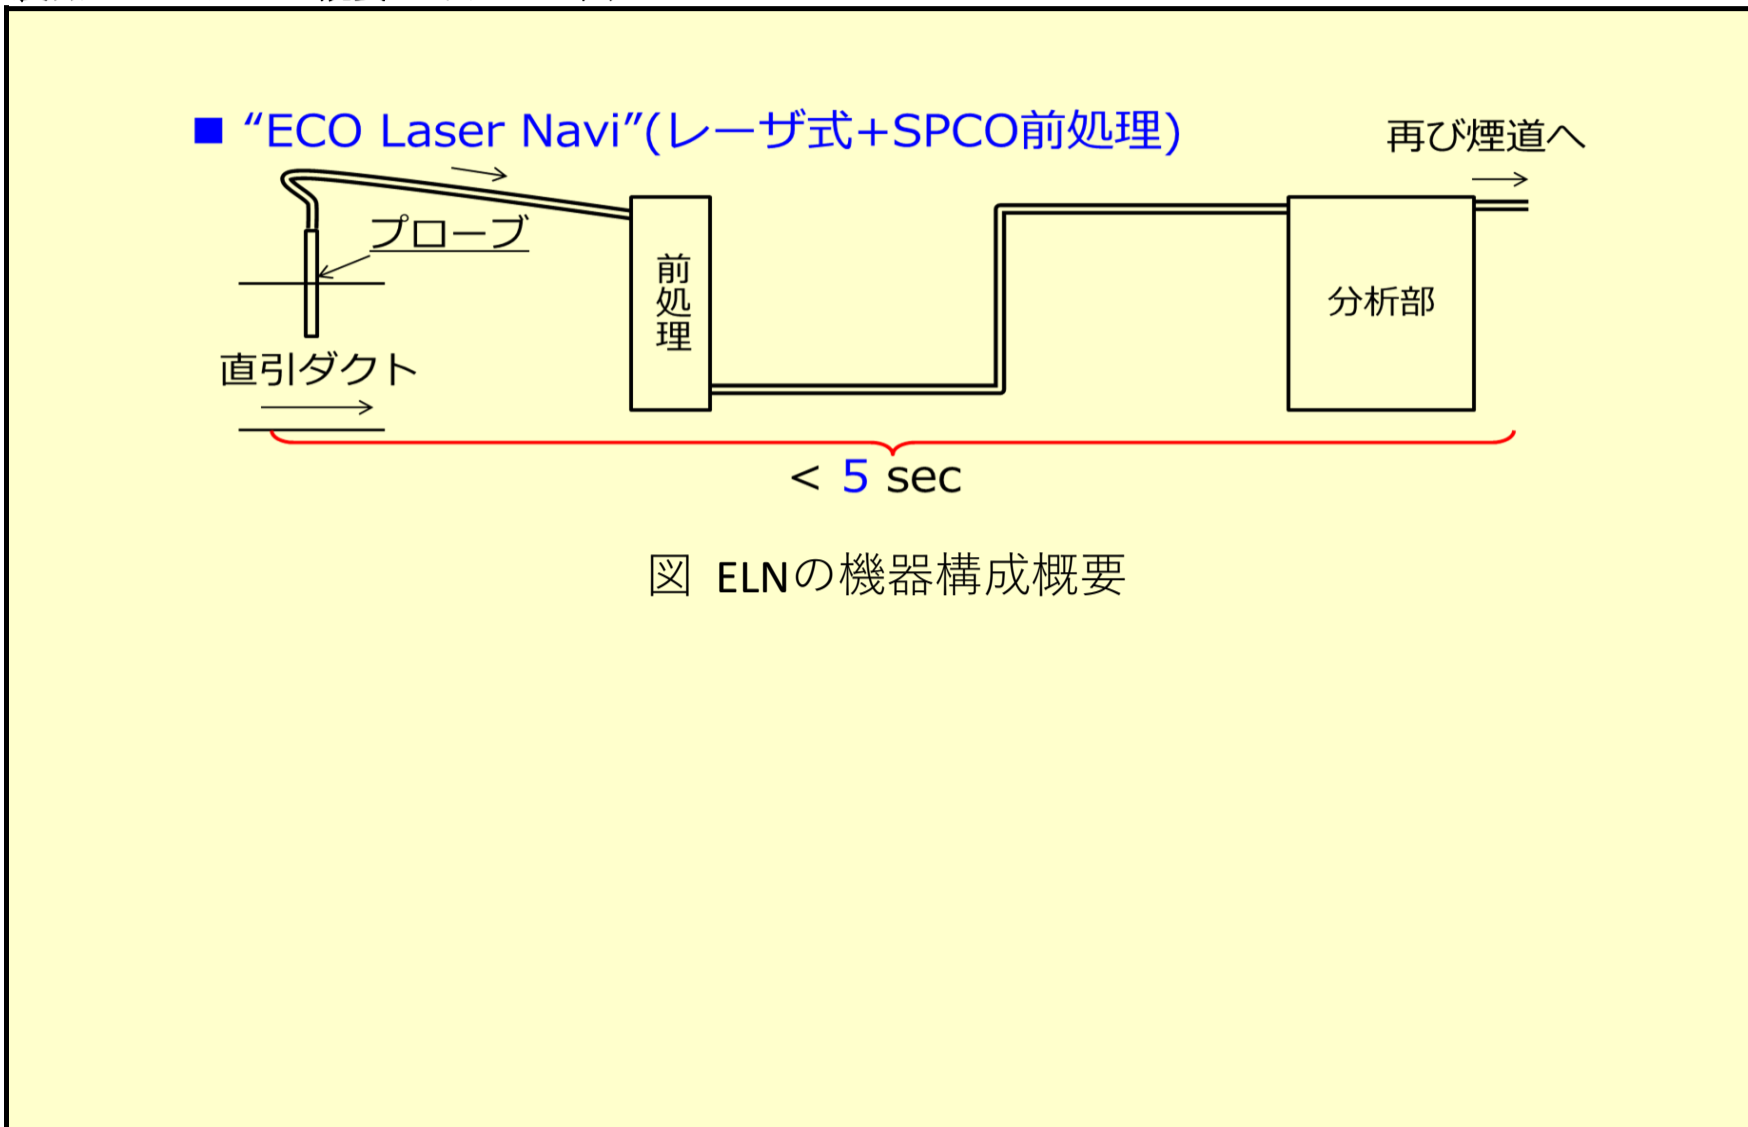 ■ “ECO Laser Navi”(レーザ式+SPCO前処理)
再び煙道へ
プローブ
前処理
分析部
直引ダクト
< 5 sec
図 ELNの機器構成概要